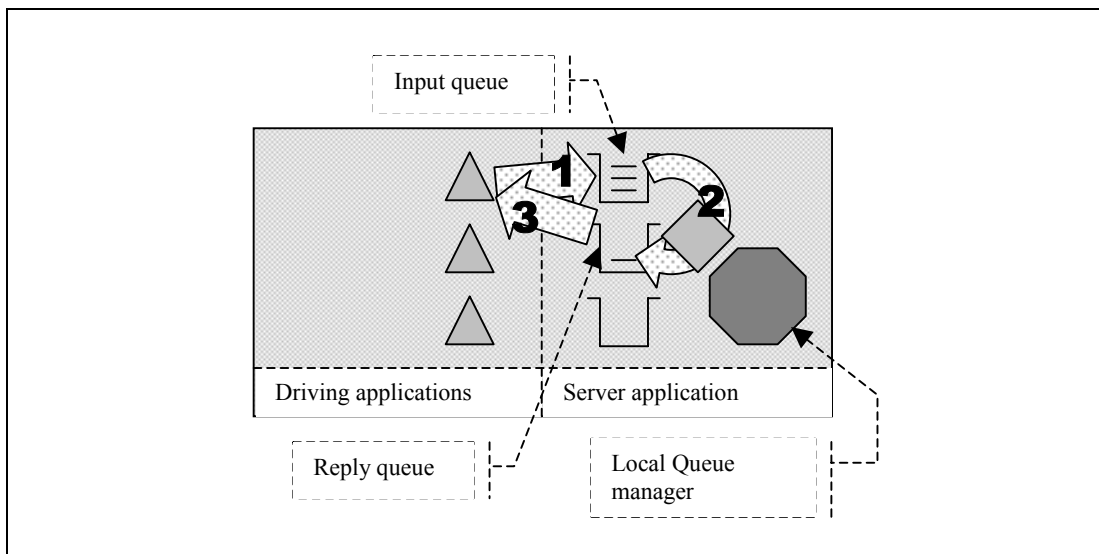 Input queue
1
2
3
Driving applications
Server application
Reply queue
Local Queue
manager